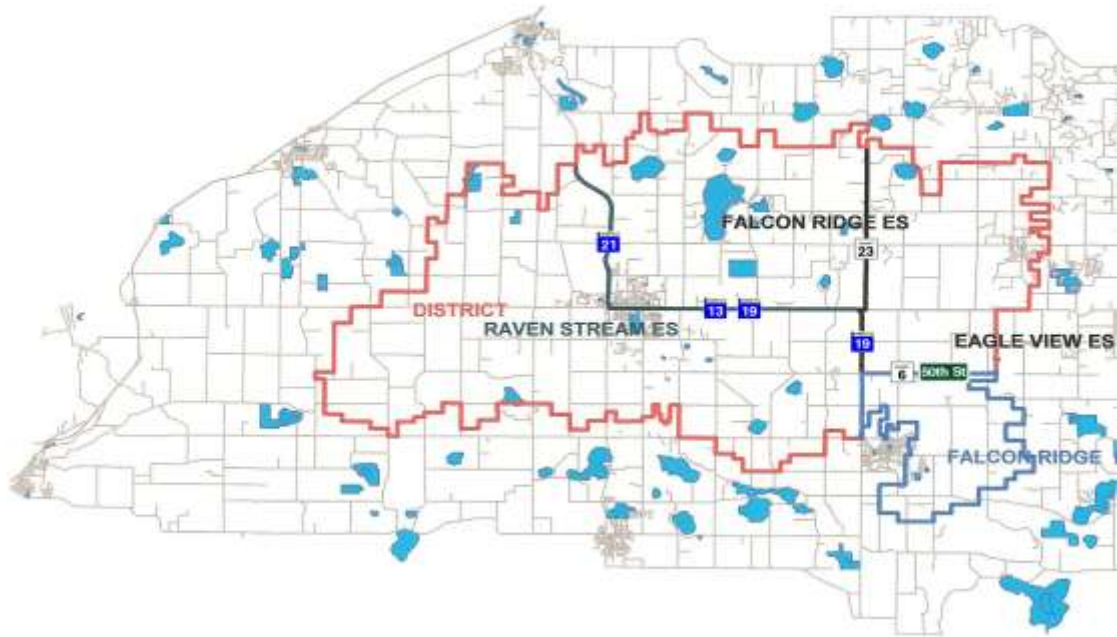 FALCON RIDGE ES
21
23
DISTRICT
13
19
RAVEN STREAM ES
19
EAGLE VIEW ES
6
50th St
FALCON RIDGE